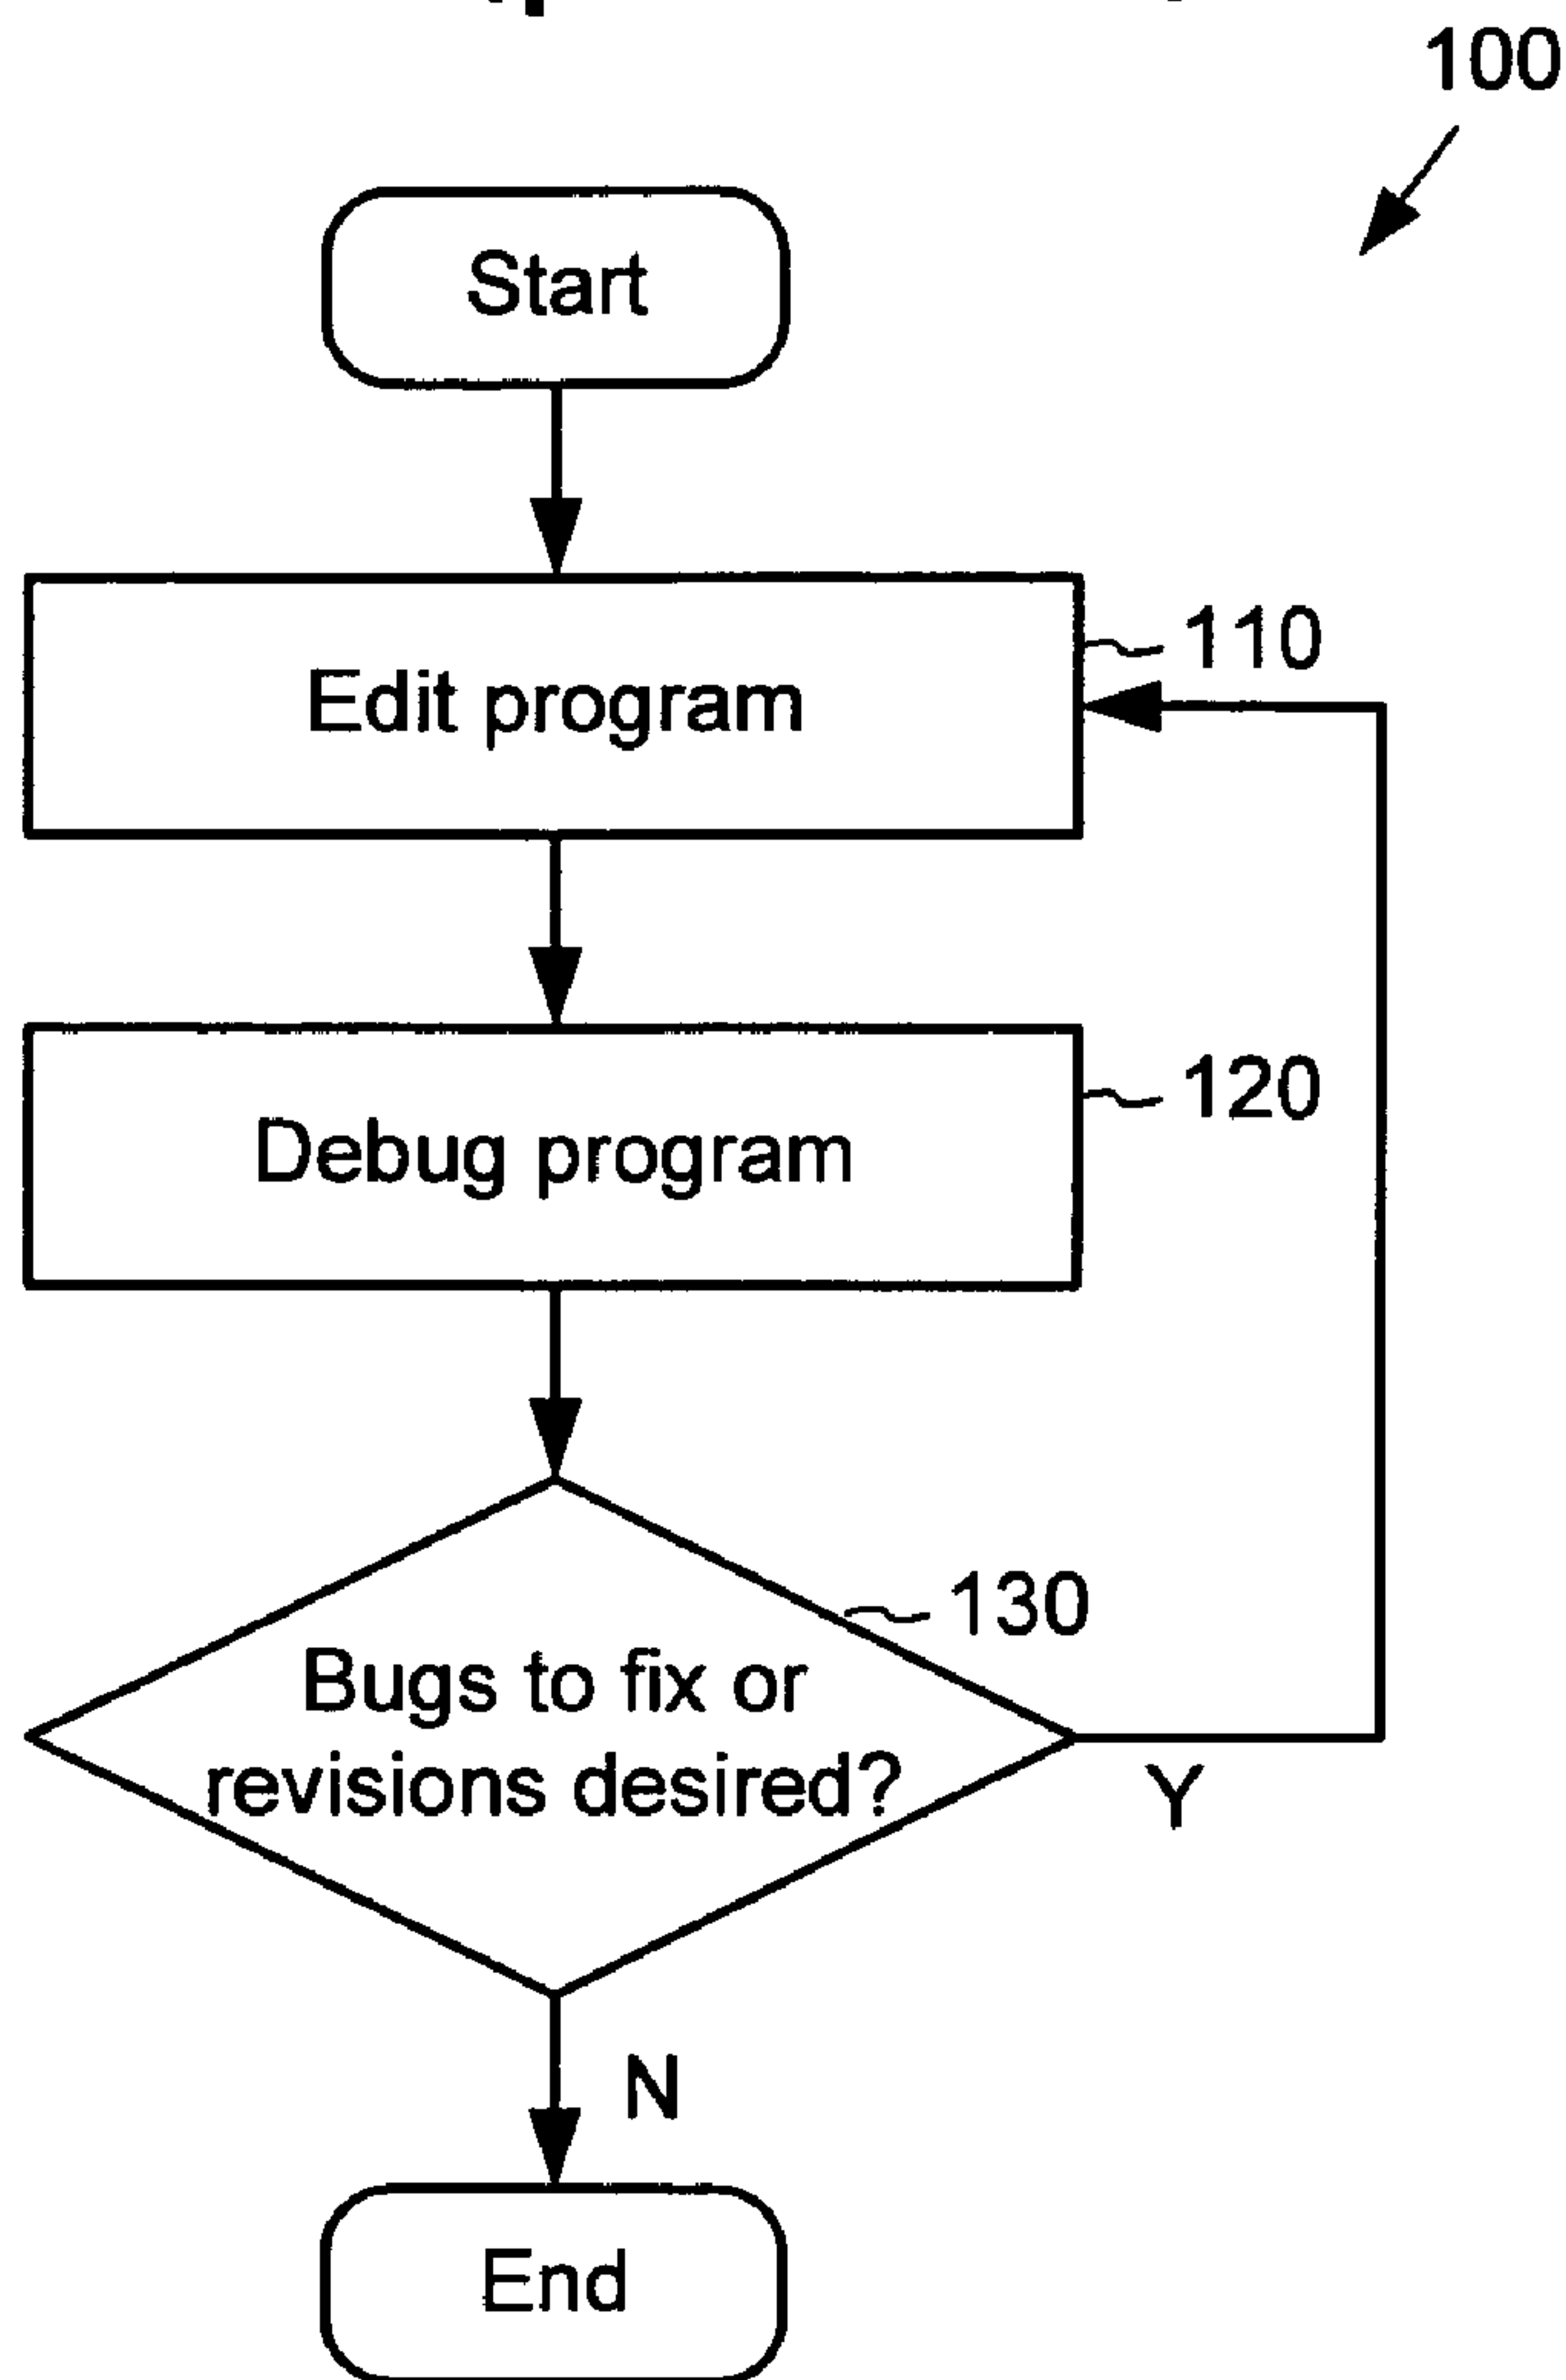 100
Start
110
Edit program
120
Debug program
130
Bugs to fix or
revisions desired?
Y
N
End